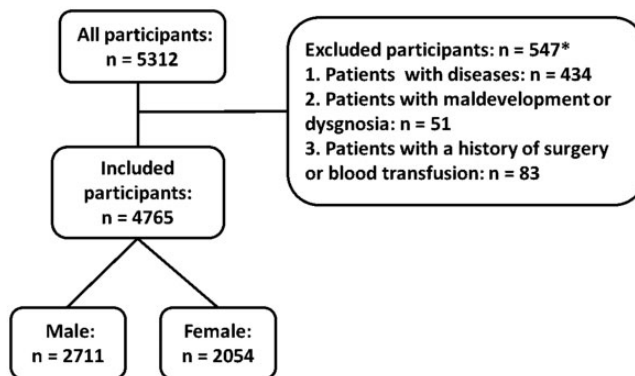 All participants:
n = 5312
Excluded participants: n = 547*
1. Patients with diseases: n = 434
2. Patients with maldevelopment or
dysgnosia: n = 51
3. Patients with a history of surgery
or blood transfusion: n = 83
Included
participants:
n = 4765
Male:
n = 2711
Female:
n = 2054